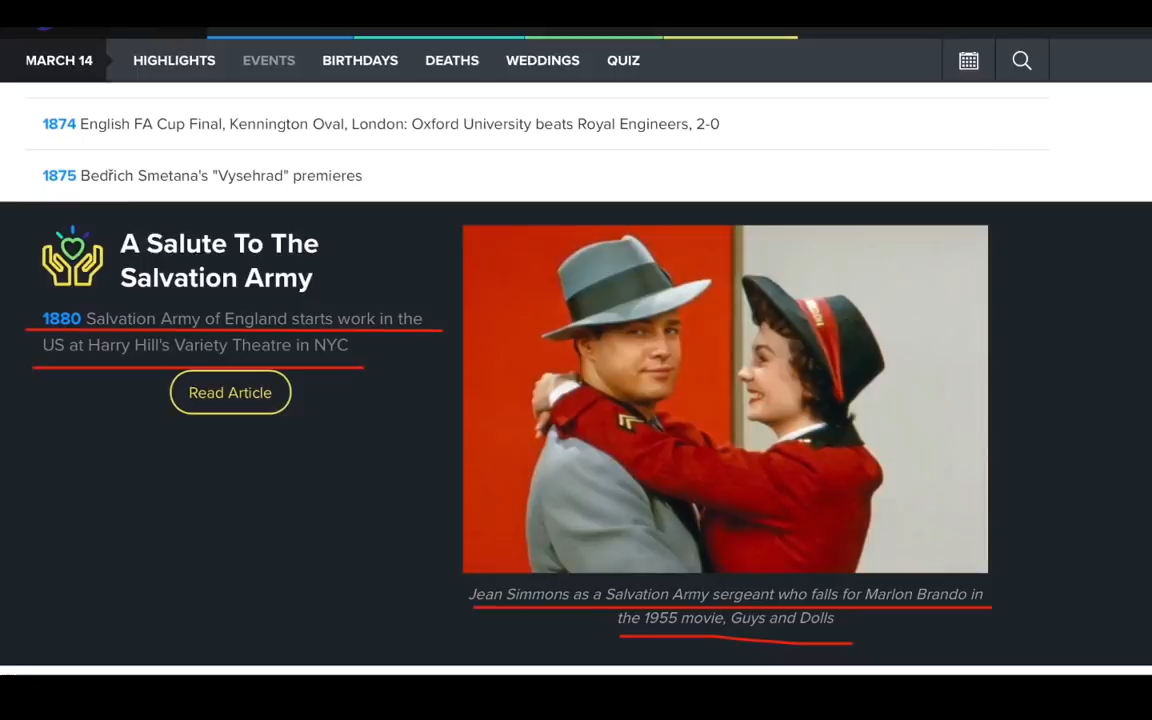 MARCH 14 HIGHLIGHTS EVENTS BIRTHDAYS DEATHS WEDDINGS QUIZ
1874 English FA Cup Final, Kennington Oval, London: Oxford University beats Royal Engineers, 2-0
1875 Bedřich Smetana's "Vysehrad" premieres
A Salute To The
Salvation Army
1880 Salvation Army of England starts work in the
US at Harry Hill's Variety Theatre in NYC
Read Article
Jean Simmons as a Salvation Army sergeant who falls for Marlon Brando in
the 1955 movie, Guys and Dolls